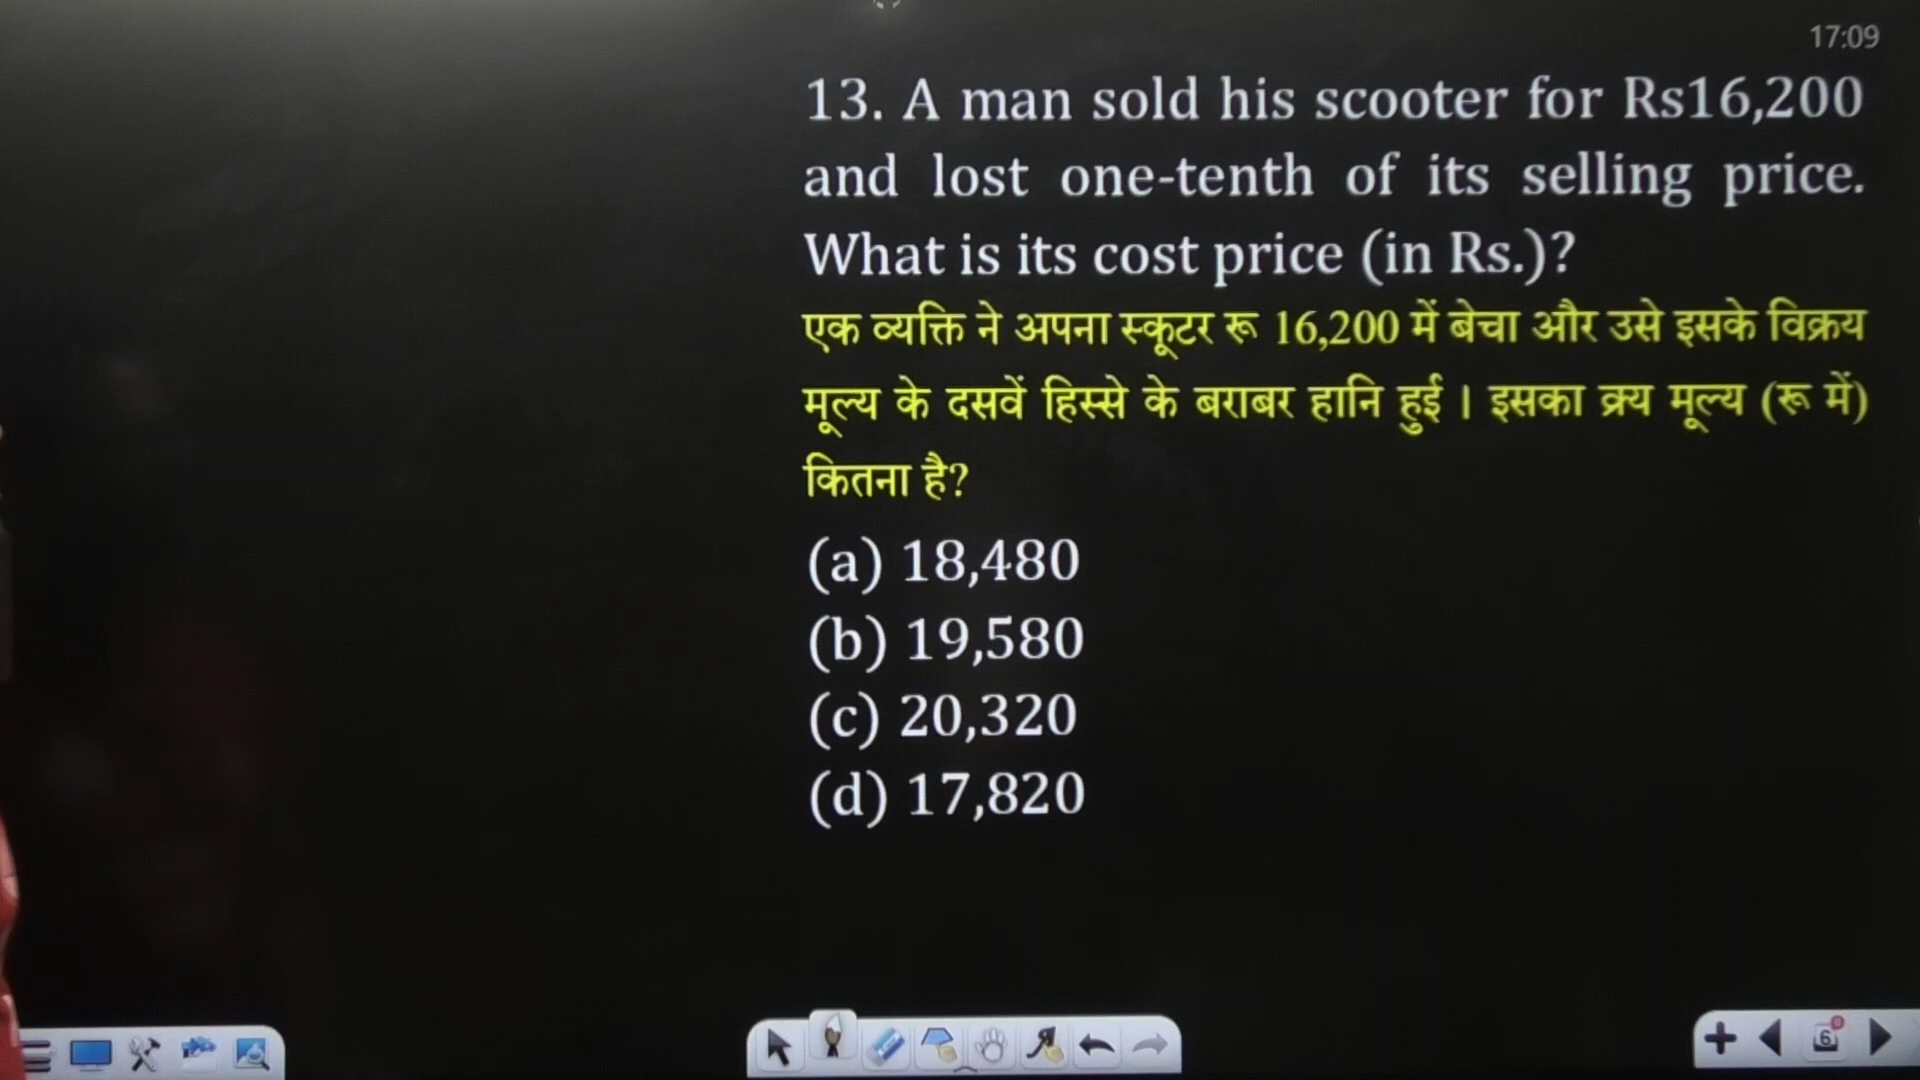 17:09
13. A man sold his scooter for Rs16,200
and lost one-tenth of its selling price.
What is its cost price (in Rs.)?
एक व्यक्ति ने अपना स्कूटर रू 16,200 में बेचा और उसे इसके विक्रय
मूल्य के दसवें हिस्से के बराबर हानि हुई । इसका क्र्य मूल्य (रू में)
कितना है?
(a) 18,480
(b) 19,580
(c) 20,320
(d) 17,820
6